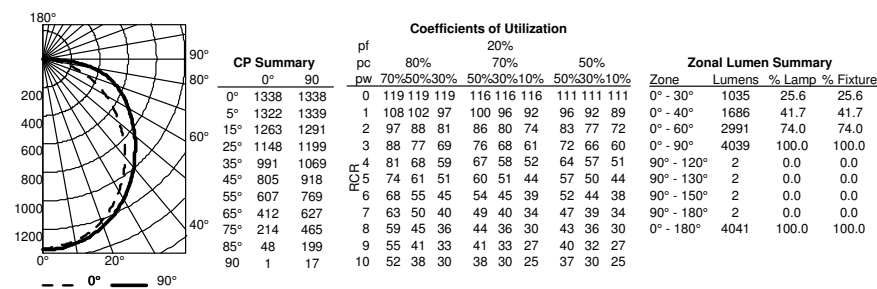 180°
90°
80°
60°
40°
200
400
600
800
1000
1200
0° 20°
0° 90°
CP Summary
0° 90
0° 1338 1338
5° 1322 1339
15° 1263 1291
25° 1148 1199
35° 991 1069
45° 805 918
55° 607 769
65° 412 627
75° 214 465
85° 48 199
90 1 17
Coefficients of Utilization
pf 20%
pc 80% 70% 50%
pw 70%50%30% 50%30%10% 50%30%10%
RCR
0 119 119 119 116 116 116 111 111 111
1 108 102 97 100 96 92 96 92 89
2 97 88 81 86 80 74 83 77 72
3 88 77 69 76 68 61 72 66 60
4 81 68 59 67 58 52 64 57 51
5 74 61 51 60 51 44 57 50 44
6 68 55 45 54 45 39 52 44 38
7 63 50 40 49 40 34 47 39 34
8 59 45 36 44 36 30 43 36 30
9 55 41 33 41 33 27 40 32 27
10 52 38 30 38 30 25 37 30 25
Zonal Lumen Summary
Zone Lumens % Lamp % Fixture
0° - 30° 1035 25.6 25.6
0° - 40° 1686 41.7 41.7
0° - 60° 2991 74.0 74.0
0° - 90° 4039 100.0 100.0
90° - 120° 2 0.0 0.0
90° - 130° 2 0.0 0.0
90° - 150° 2 0.0 0.0
90° - 180° 2 0.0 0.0
0° - 180° 4041 100.0 100.0